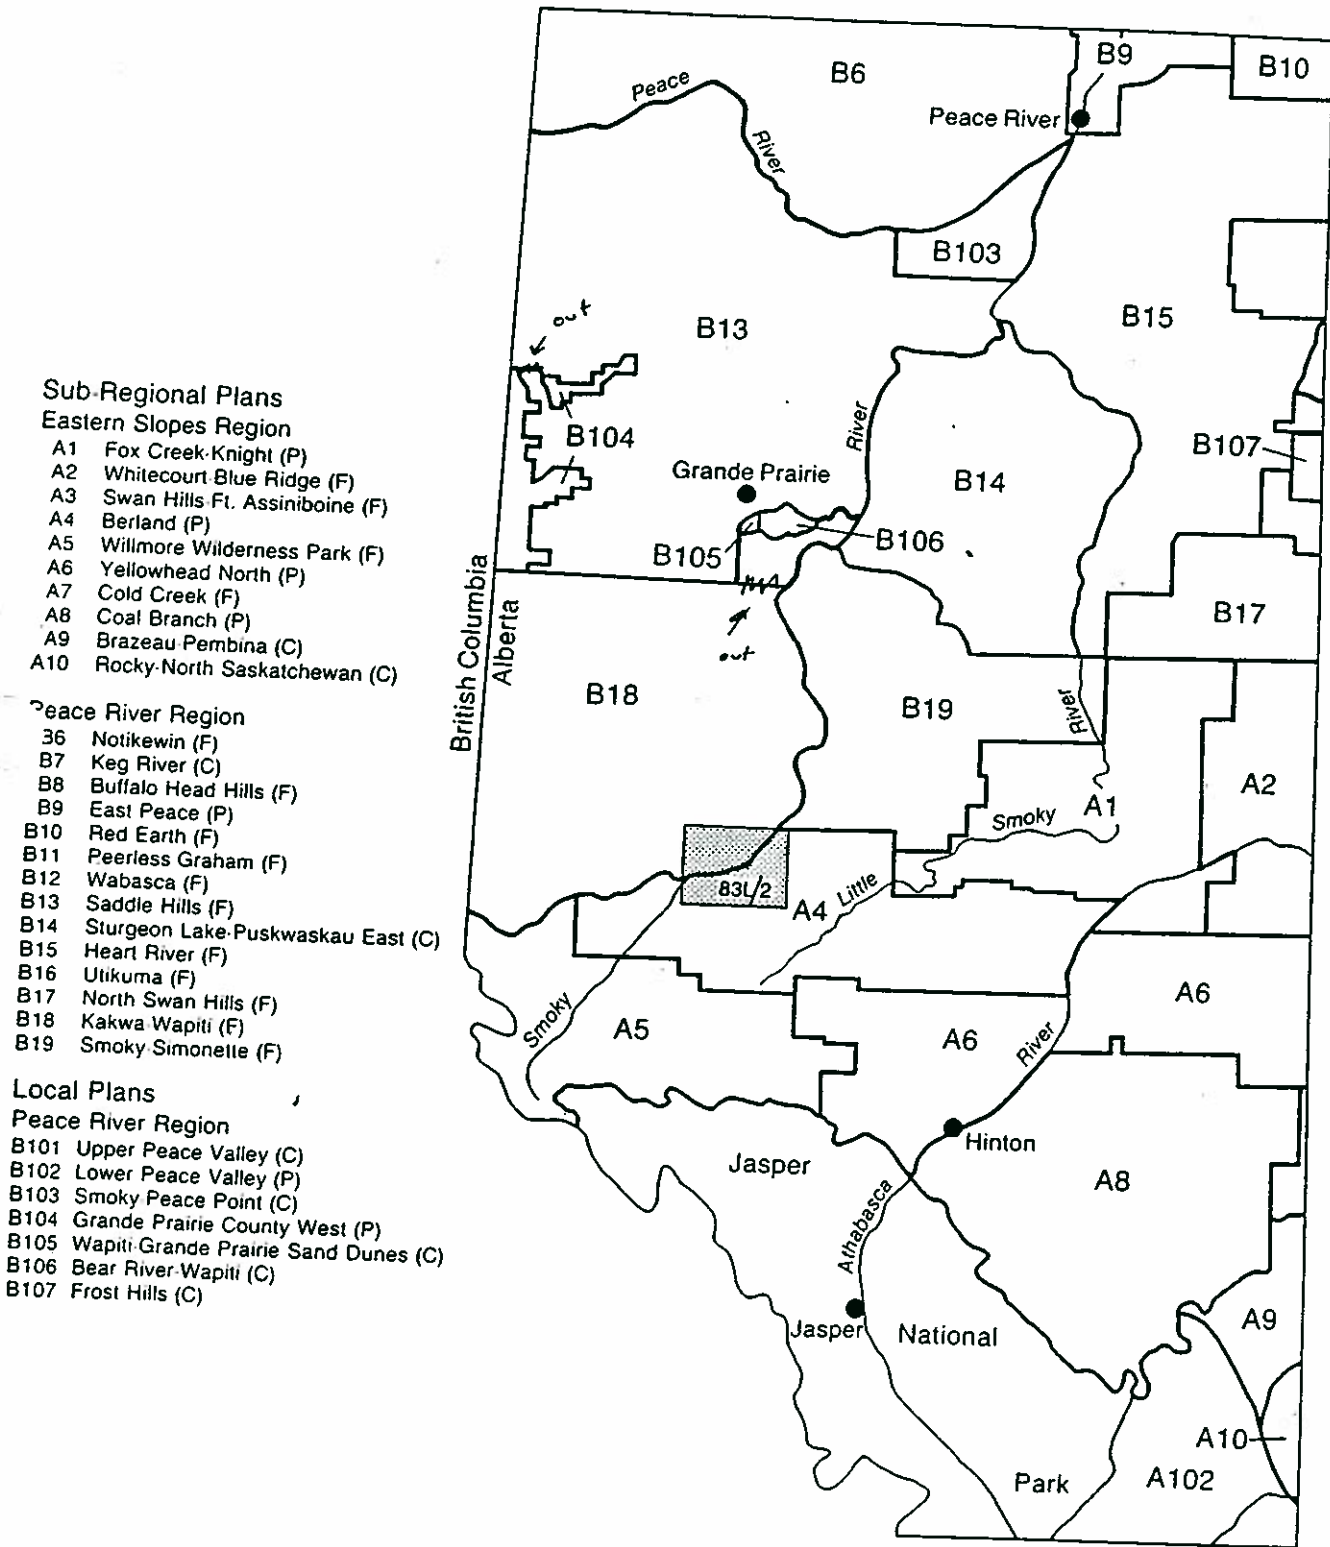 Sub-Regional Plans
Eastern Slopes Region
A1 Fox Creek-Knight (P)
A2 Whitecourt-Blue Ridge (F)
A3 Swan Hills-Ft. Assiniboine (F)
A4 Berland (P)
A5 Willmore Wilderness Park (F)
A6 Yellowhead North (P)
A7 Cold Creek (F)
A8 Coal Branch (P)
A9 Brazeau-Pembina (C)
A10 Rocky-North Saskatchewan (C)
Peace River Region
36 Notikewin (F)
B7 Keg River (C)
B8 Buffalo Head Hills (F)
B9 East Peace (P)
B10 Red Earth (F)
B11 Peerless Graham (F)
B12 Wabasca (F)
B13 Saddle Hills (F)
B14 Sturgeon Lake-Puskwaskau East (C)
B15 Heart River (F)
B16 Utikuma (F)
B17 North Swan Hills (F)
B18 Kakwa-Wapiti (F)
B19 Smoky-Simonette (F)
Local Plans
Peace River Region
B101 Upper Peace Valley (C)
B102 Lower Peace Valley (P)
B103 Smoky Peace Point (C)
B104 Grande Prairie County West (P)
B105 Wapiti-Grande Prairie Sand Dunes (C)
B106 Bear River-Wapiti (C)
B107 Frost Hills (C)
B6
B9
B10
Peace
River
Peace River
B103
out
B13
B15
B104
River
B107
Grande Prairie
B14
B105
B106
B17
British Columbia
Alberta
out
B18
B19
River
A1
A2
Smoky
83L/2
Little
A4
Smoky
A5
A6
A6
River
Hinton
Jasper
A8
Athabasca
Jasper
National
A9
A10
Park
A102